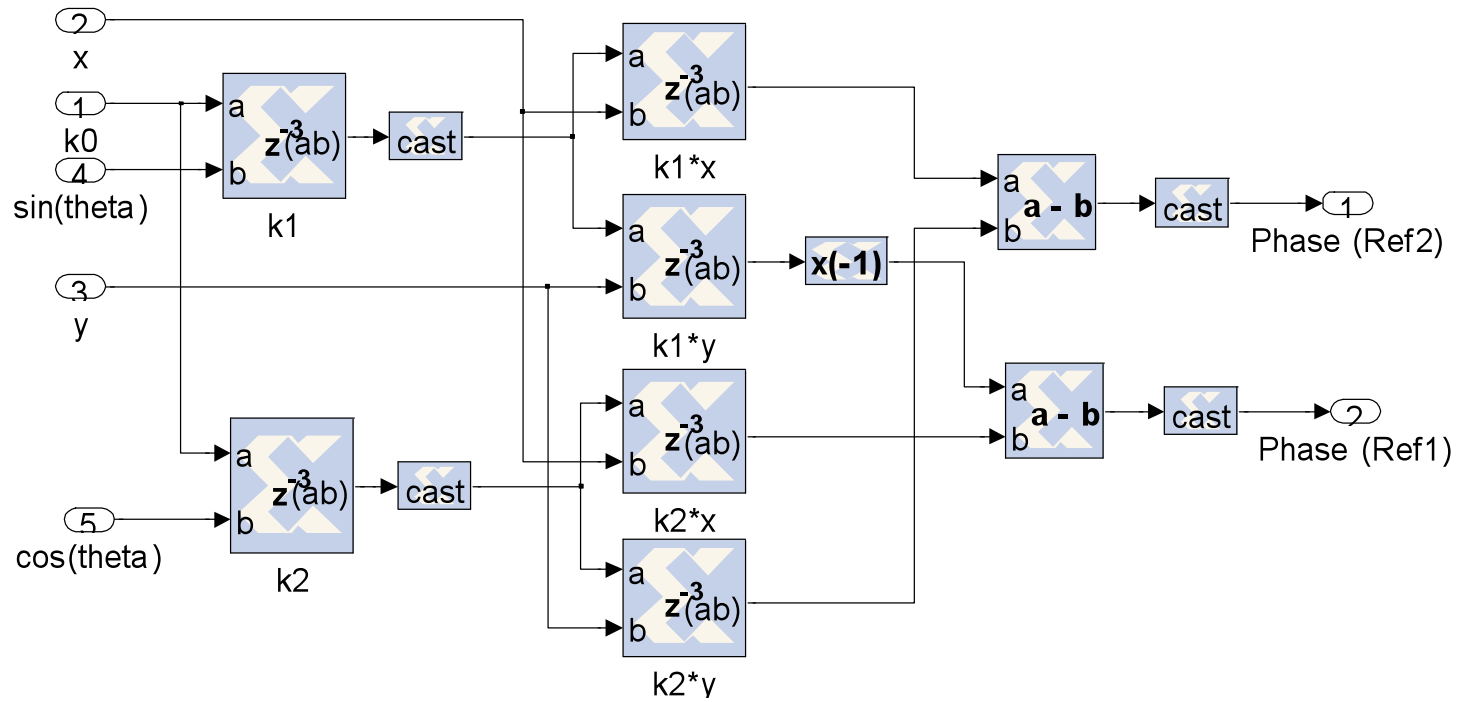 2
x
1
k0
4
sin(theta)
3
y
5
cos(theta)
a
b
z-3(ab)
k1
cast
a
b
z-3(ab)
k2
cast
a
b
z-3(ab)
k1*x
a
b
z-3(ab)
k1*y
x(-1)
a
b
z-3(ab)
k2*x
a
b
z-3(ab)
k2*y
a
b
a - b
cast
1
Phase (Ref2)
a
b
a - b
cast
2
Phase (Ref1)